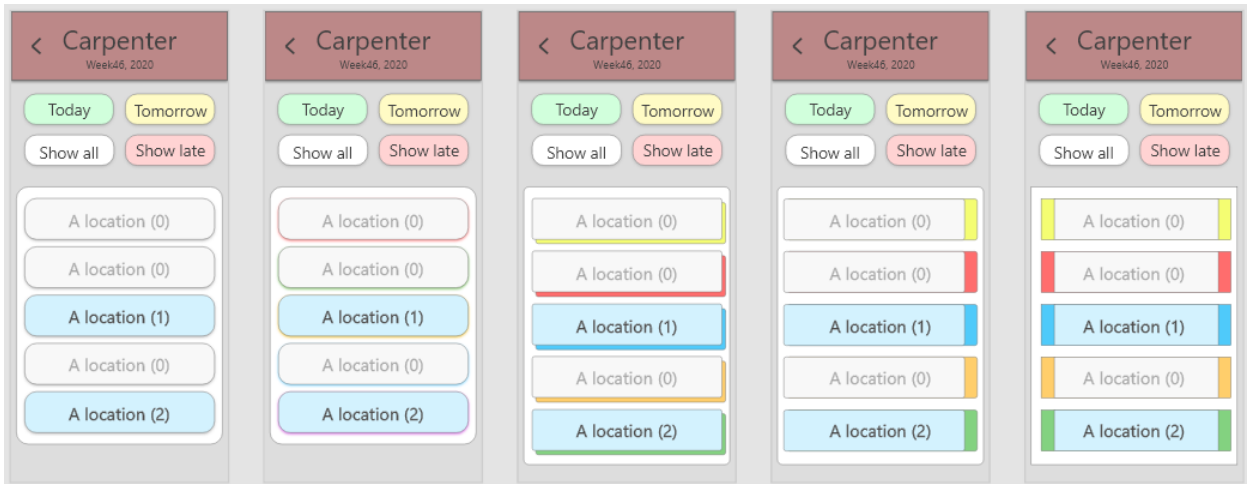 Carpenter
Week46, 2020
Today Tomorrow
Show all Show late
A location (0)
A location (0)
A location (1)
A location (0)
A location (2)
Carpenter
Week46, 2020
Today Tomorrow
Show all Show late
A location (0)
A location (0)
A location (1)
A location (0)
A location (2)
Carpenter
Week46, 2020
Today Tomorrow
Show all Show late
A location (0)
A location (0)
A location (1)
A location (0)
A location (2)
Carpenter
Week46, 2020
Today Tomorrow
Show all Show late
A location (0)
A location (0)
A location (1)
A location (0)
A location (2)
Carpenter
Week46, 2020
Today Tomorrow
Show all Show late
A location (0)
A location (0)
A location (1)
A location (0)
A location (2)